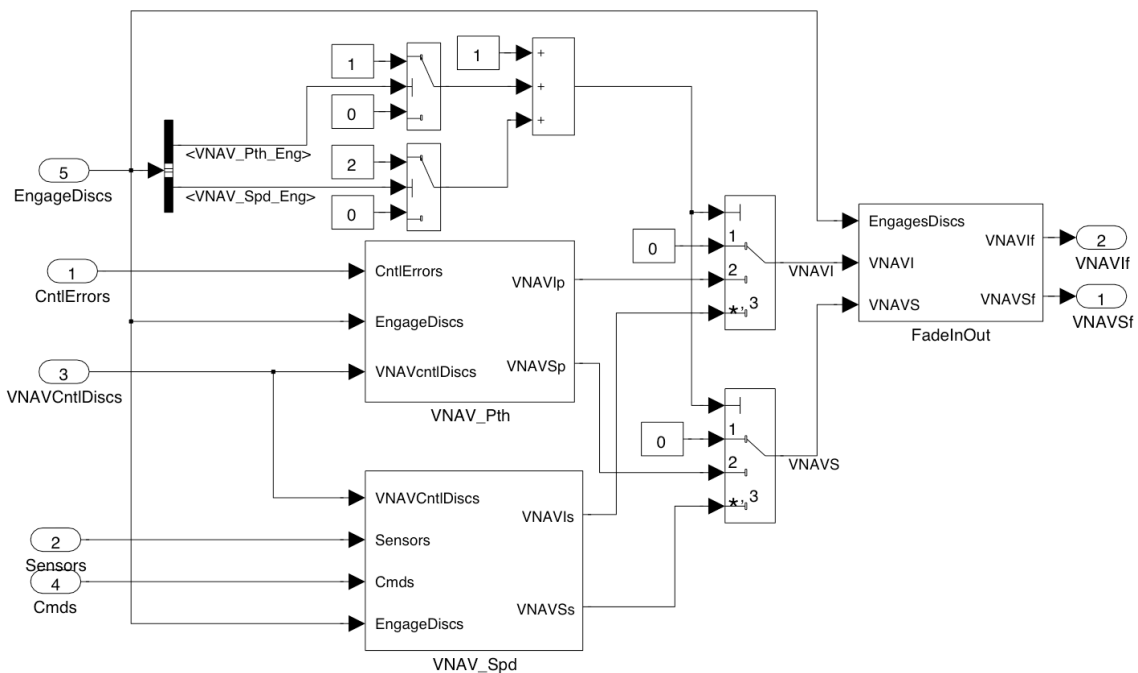 1
0
2
0
1
+
+
+
<VNAV_Pth_Eng>
<VNAV_Spd_Eng>
5
EngageDiscs
1
CntlErrors
3
VNAVCntlDiscs
2
Sensors
4
Cmds
CntlErrors
EngageDiscs
VNAVcntlDiscs
VNAVIp
VNAVSp
VNAV_Pth
VNAVCntlDiscs
Sensors
Cmds
EngageDiscs
VNAVIs
VNAVSs
VNAV_Spd
0
1
2
*, 3
VNAVI
0
1
2
*, 3
VNAVS
EngagesDiscs
VNAVI
VNAVS
VNAVIf
VNAVSf
FadeInOut
2
VNAVIf
1
VNAVSf